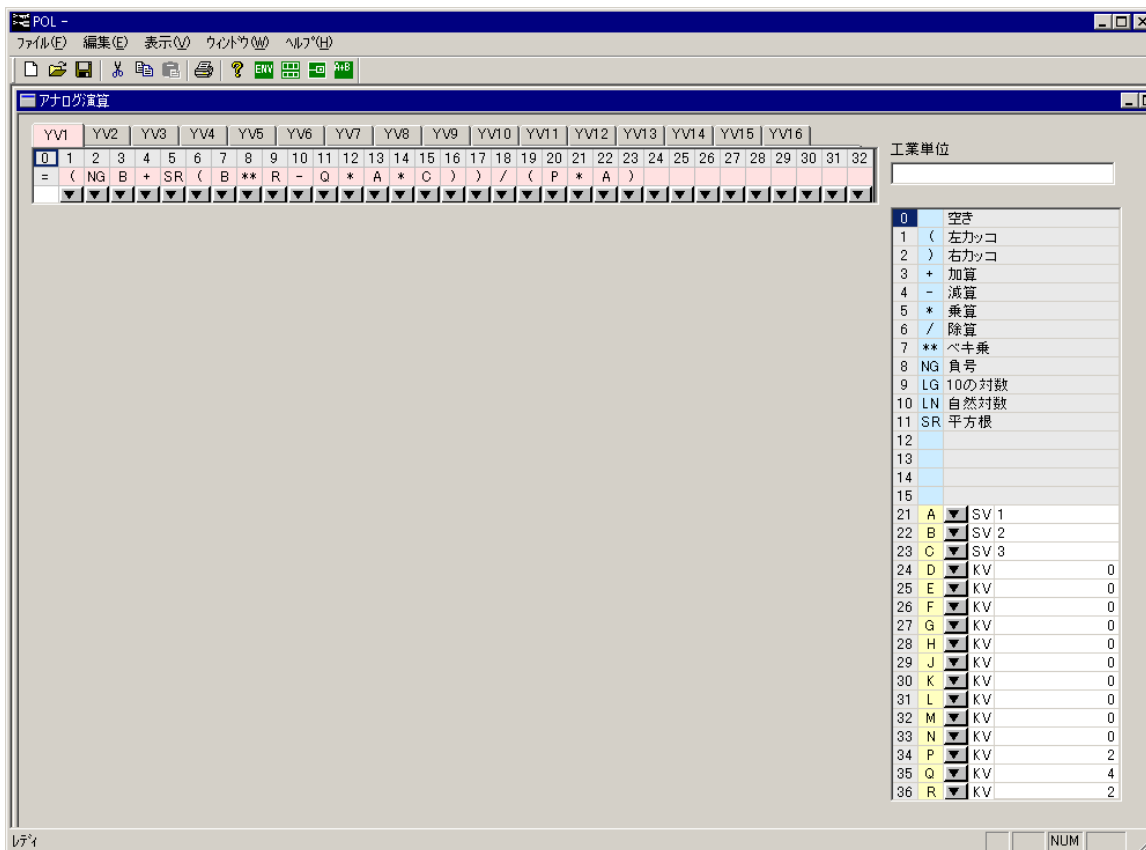 POL -
ファイル(F) 編集(E) 表示(V) ウィンドウ(W) ヘルプ(H)
ENV A+B
アナログ演算
YV1 YV2 YV3 YV4 YV5 YV6 YV7 YV8 YV9 YV10 YV11 YV12 YV13 YV14 YV15 YV16
0 1 2 3 4 5 6 7 8 9 10 11 12 13 14 15 16 17 18 19 20 21 22 23 24 25 26 27 28 29 30 31 32
= ( NG B + SR ( B ** R - Q * A * C ) ) / ( P * A )
工業単位
0 空き
1 ( 左カッコ
2 ) 右カッコ
3 + 加算
4 - 減算
5 * 乗算
6 / 除算
7 ** ベキ乗
8 NG 負号
9 LG 10の対数
10 LN 自然対数
11 SR 平方根
12
13
14
15
21 A SV 1
22 B SV 2
23 C SV 3
24 D KV 0
25 E KV 0
26 F KV 0
27 G KV 0
28 H KV 0
29 J KV 0
30 K KV 0
31 L KV 0
32 M KV 0
33 N KV 0
34 P KV 2
35 Q KV 4
36 R KV 2
レディ NUM